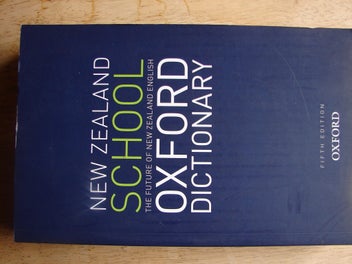 NEW ZEALAND
SCHOOL
THE FUTURE OF NEW ZEALAND ENGLISH
OXFORD
DICTIONARY
FIFTH EDITION
OXFORD